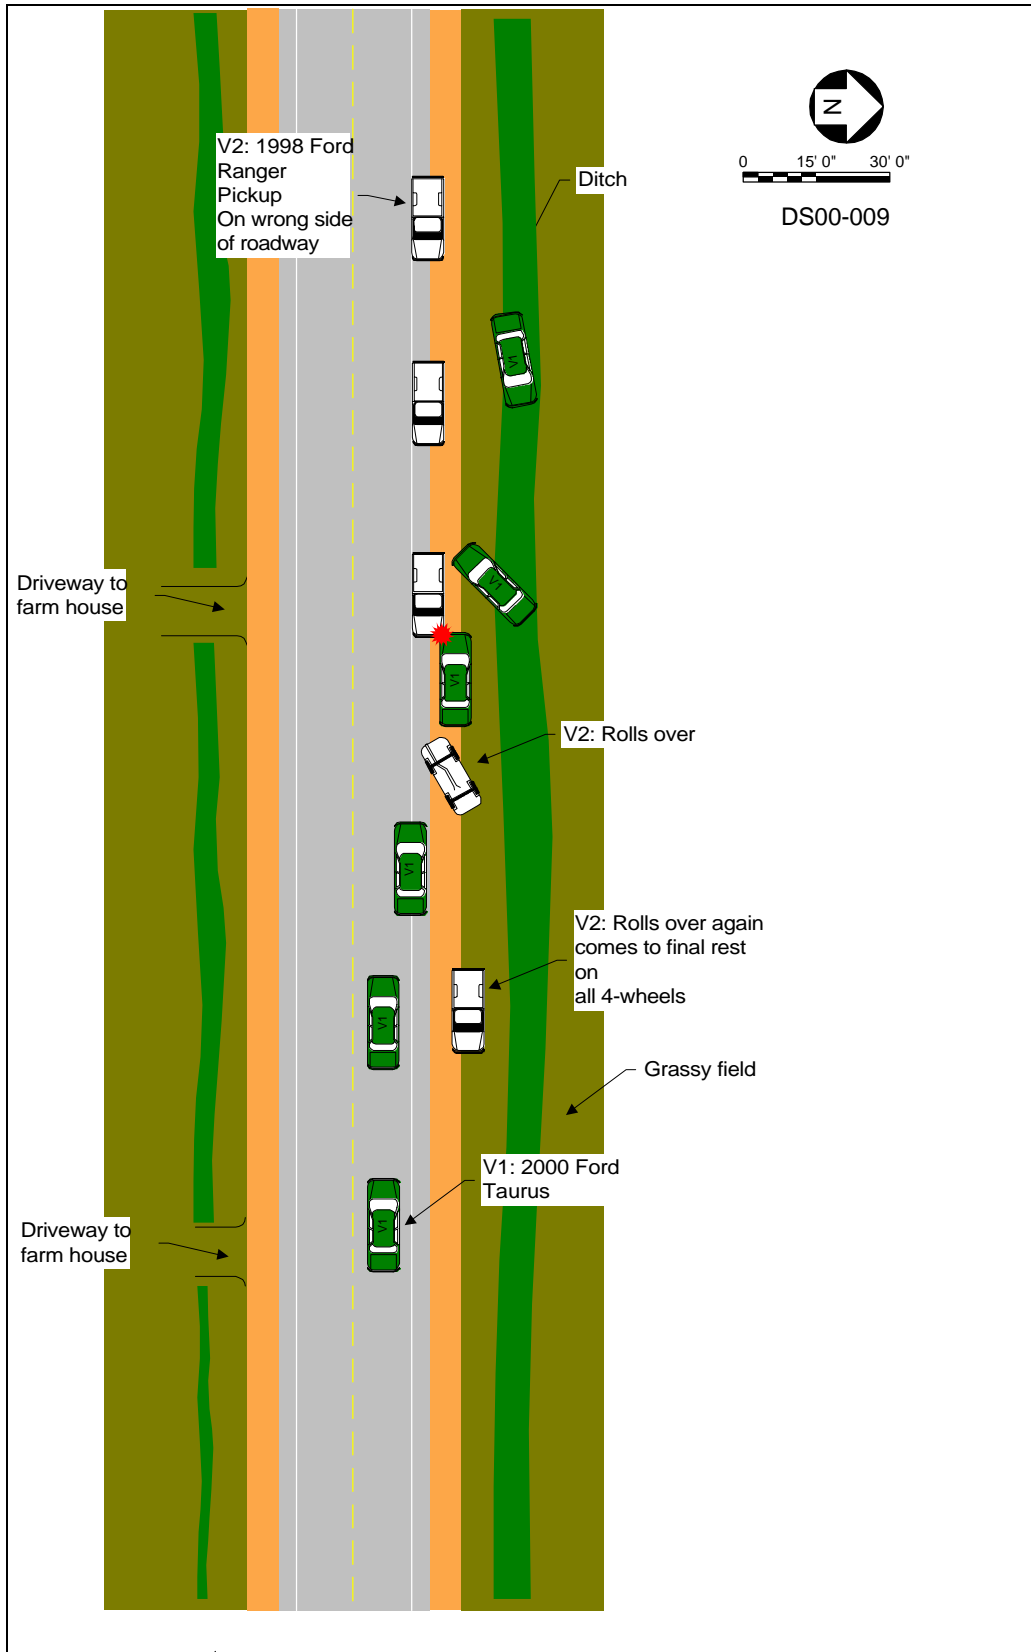 N
0 15' 0" 30' 0"
DS00-009
V2: 1998 Ford
Ranger
Pickup
On wrong side
of roadway
Ditch
V1
V1
Driveway to
farm house
V1
V2: Rolls over
V1
V2: Rolls over again
comes to final rest
on
all 4-wheels
V1
Grassy field
V1: 2000 Ford
Taurus
V1
Driveway to
farm house